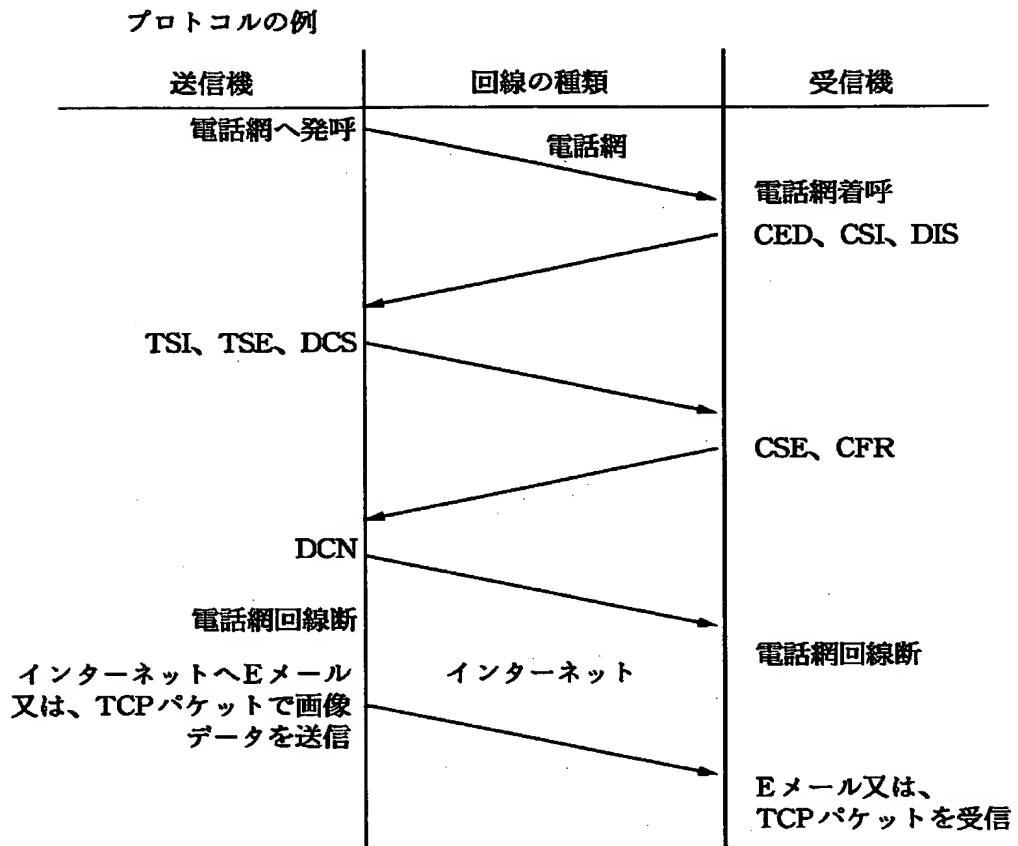 プロトコルの例
送信機
回線の種類
受信機
電話網へ発呼
電話網
電話網着呼
CED、CSI、DIS
TSI、TSE、DCS
CSE、CFR
DCN
電話網回線断
電話網回線断
インターネットへEメール
又は、TCPパケットで画像
データを送信
インターネット
Eメール又は、
TCPパケットを受信